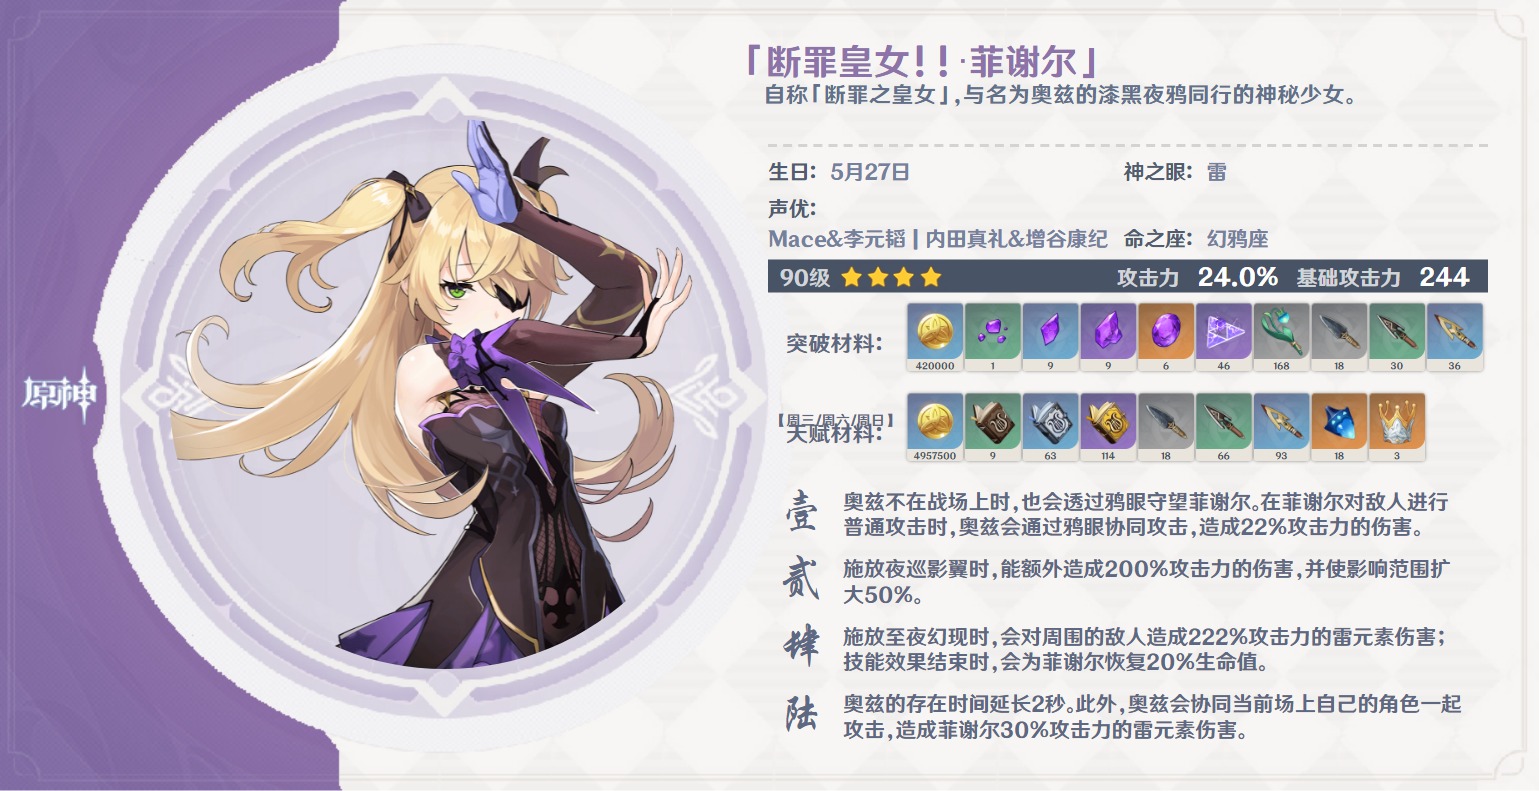 原神
「断罪皇女!!·菲谢尔」
自称「断罪之皇女」,与名为奥兹的漆黑夜鸦同行的神秘少女。
生日: 5月27日 神之眼: 雷
声优:
Mace&李元韬 | 内田真礼&增谷康纪 命之座: 幻鸦座
90级 攻击力 24.0% 基础攻击力 244
突破材料:
420000 1 9 9 6 46 168 18 30 36
【周三/周六/周日】
天赋材料:
4957500 9 63 114 18 66 93 18 3
壹 奥兹不在战场上时,也会透过鸦眼守望菲谢尔。在菲谢尔对敌人进行
普通攻击时,奥兹会通过鸦眼协同攻击,造成22%攻击力的伤害。
贰 施放夜巡影翼时,能额外造成200%攻击力的伤害,并使影响范围扩
大50%。
肆 施放至夜幻现时,会对周围的敌人造成222%攻击力的雷元素伤害;
技能效果结束时,会为菲谢尔恢复20%生命值。
陆 奥兹的存在时间延长2秒。此外,奥兹会协同当前场上自己的角色一起
攻击,造成菲谢尔30%攻击力的雷元素伤害。